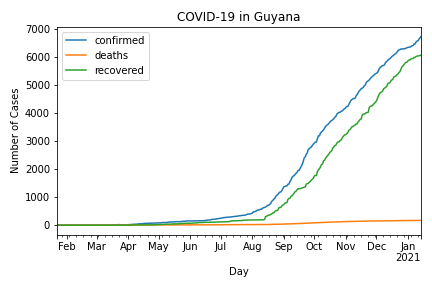 COVID-19 in Guyana
confirmed
deaths
recovered
Number of Cases
7000
6000
5000
4000
3000
2000
1000
0
Feb Mar Apr May Jun Jul Aug Sep Oct Nov Dec Jan
2021
Day